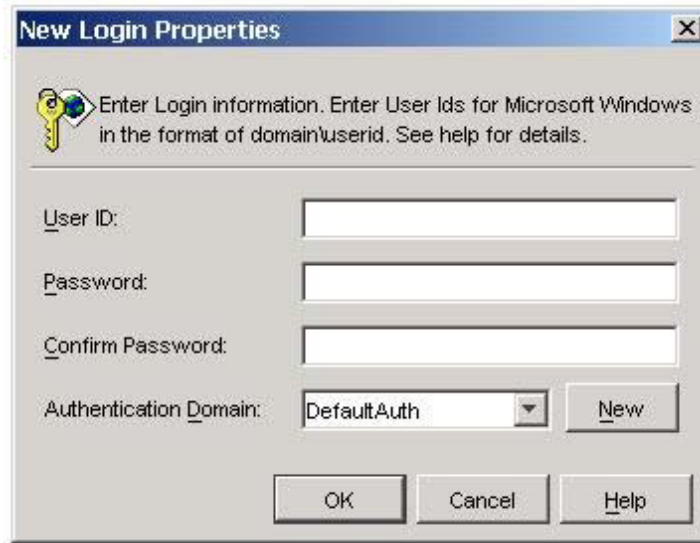 New Login Properties
Enter Login information. Enter User Ids for Microsoft Windows
in the format of domain\userid. See help for details.
User ID:
Password:
Confirm Password:
Authentication Domain:
DefaultAuth
New
OK
Cancel
Help